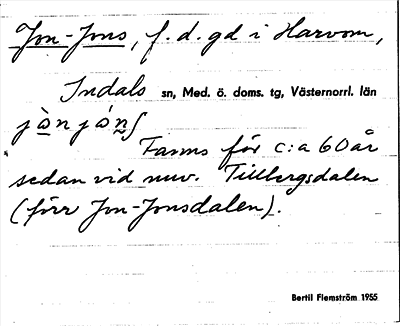 Jon-Jons, f. d. gd i Harvom,
Indals sn, Med. ö. doms. tg, Västernorrl. län
jònjónʃ
Fanns för c:a 60 år
sedan vid nuv. Tillbergsdalen
(förr Jon-Jonsdalen).
Bertil Flemström 1955